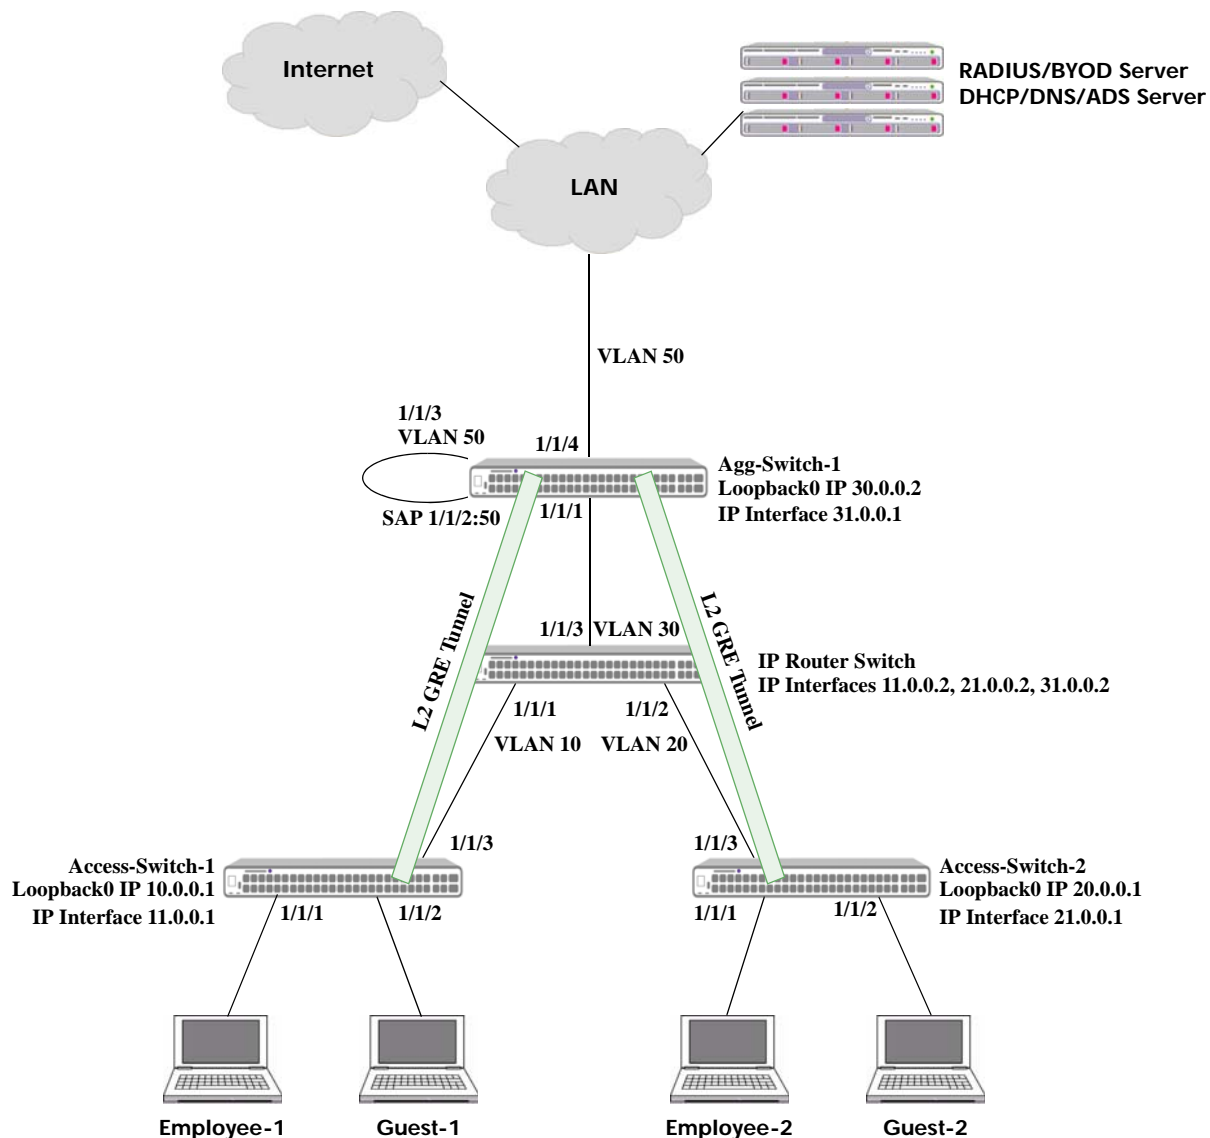 Internet
RADIUS/BYOD Server
DHCP/DNS/ADS Server
LAN
VLAN 50
1/1/3
VLAN 50
1/1/4
Agg-Switch-1
Loopback0 IP 30.0.0.2
IP Interface 31.0.0.1
SAP 1/1/2:50
1/1/1
L2 GRE Tunnel
L2 GRE Tunnel
1/1/3
VLAN 30
IP Router Switch
IP Interfaces 11.0.0.2, 21.0.0.2, 31.0.0.2
1/1/1
1/1/2
VLAN 10
VLAN 20
1/1/3
1/1/3
Access-Switch-1
Loopback0 IP 10.0.0.1
IP Interface 11.0.0.1
1/1/1
1/1/2
1/1/1
1/1/2
Access-Switch-2
Loopback0 IP 20.0.0.1
IP Interface 21.0.0.1
Employee-1
Guest-1
Employee-2
Guest-2